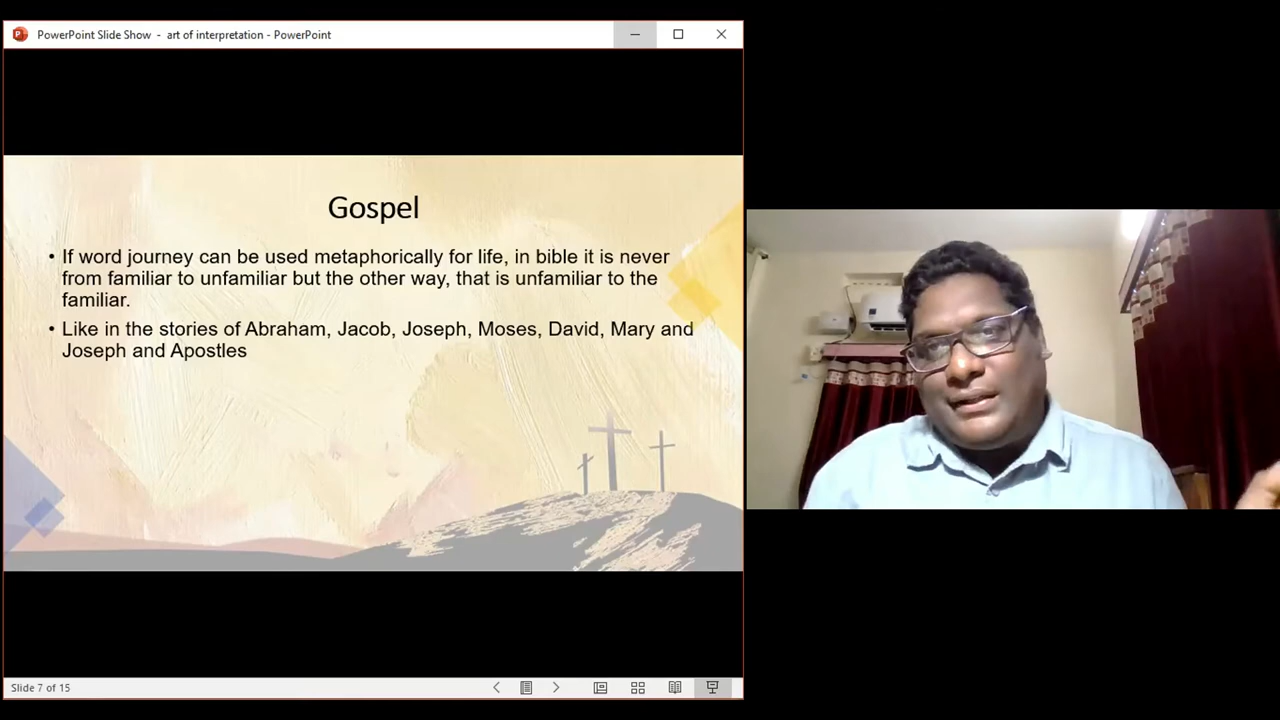 PowerPoint Slide Show - art of interpretation - PowerPoint
Gospel
• If word journey can be used metaphorically for life, in bible it is never
from familiar to unfamiliar but the other way, that is unfamiliar to the
familiar.
• Like in the stories of Abraham, Jacob, Joseph, Moses, David, Mary and
Joseph and Apostles
Slide 7 of 15